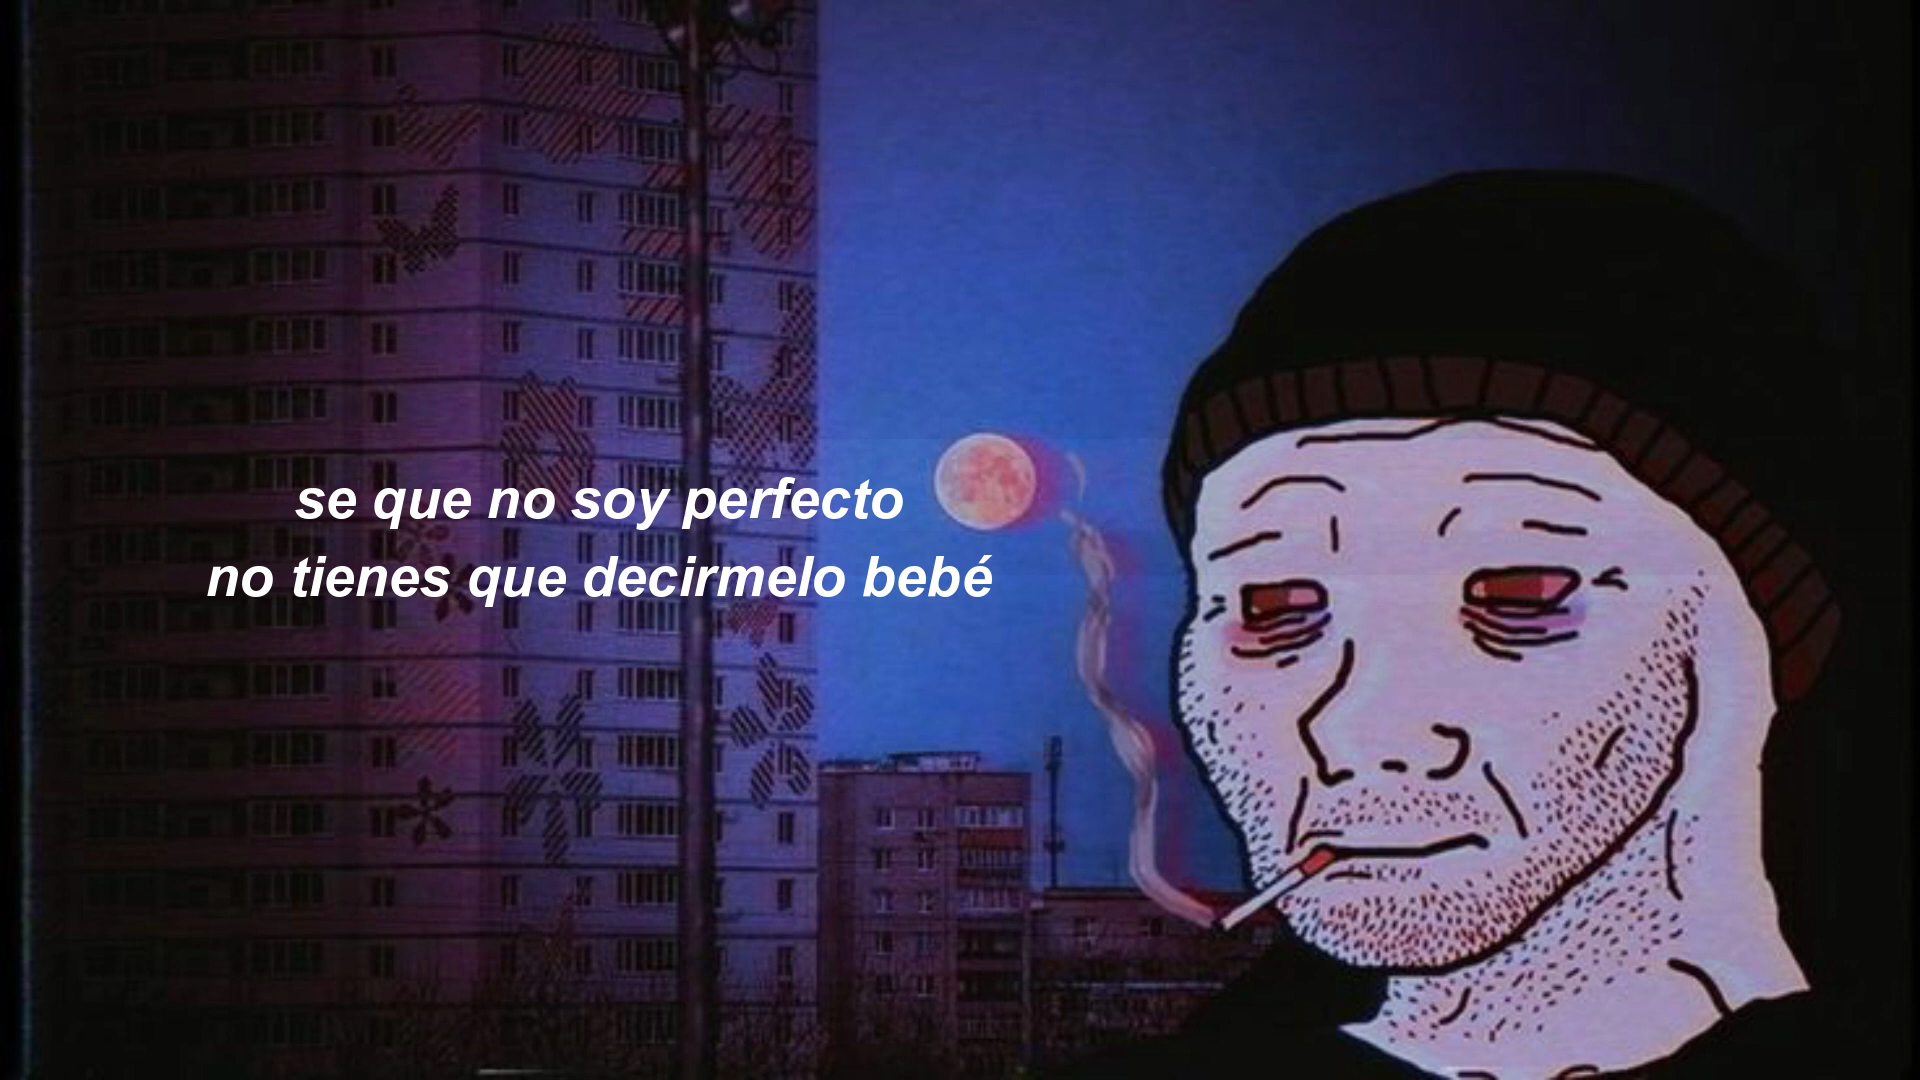 se que no soy perfecto
no tienes que decirmelo bebé